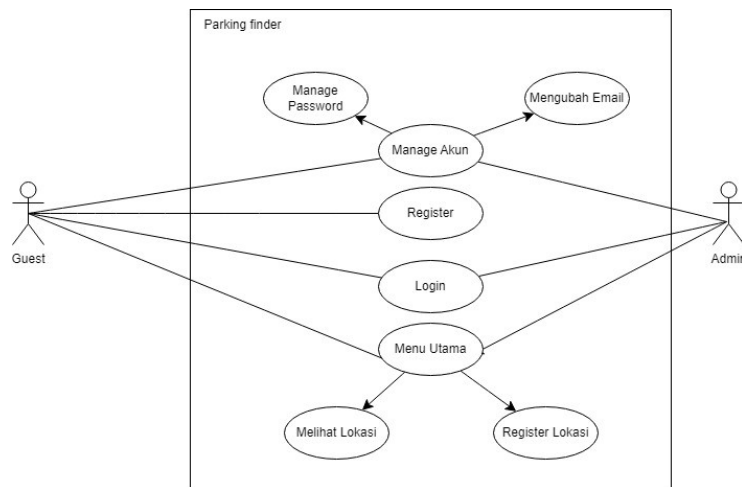 Parking finder
Manage
Password
Mengubah Email
Manage Akun
Register
Guest
Admin
Login
Menu Utama
Melihat Lokasi
Register Lokasi